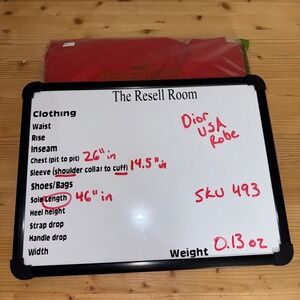 The Resell Room
Clothing
Waist
Rise
Inseam
Chest (pit to pit) 26" in
Sleeve (shoulder collar to cuff) 14.5" in
Shoes/Bags
Sole Length 46" in
Heel height
Strap drop
Handle drop
Width
Dior
USA
Robe
SKU 493
Weight 0.13 oz